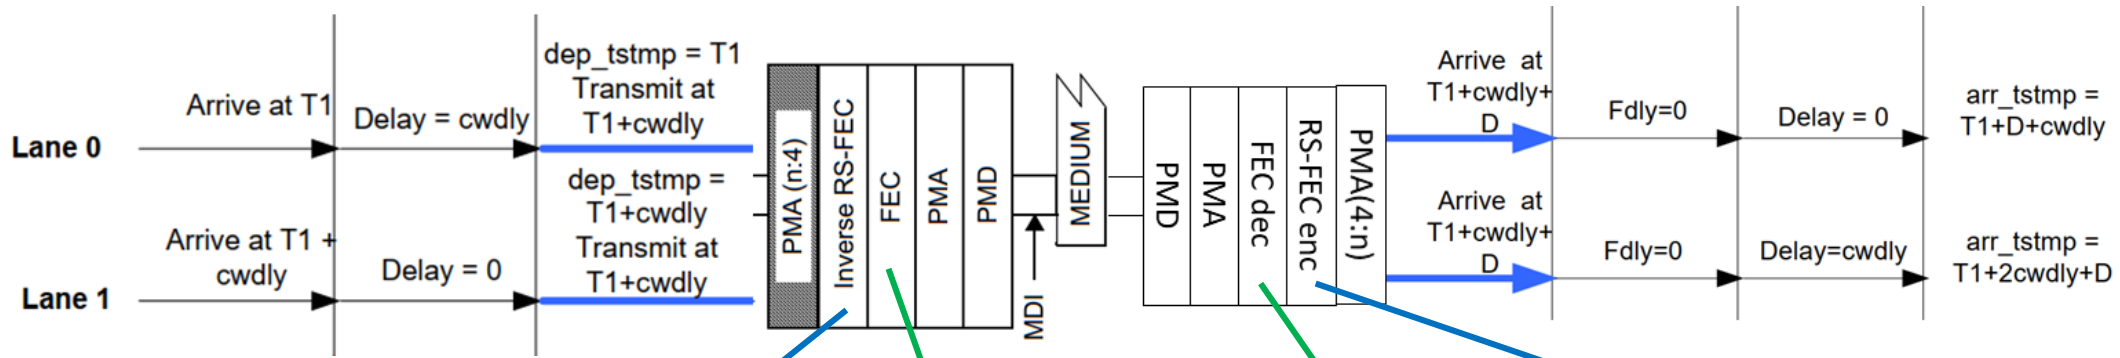 Lane 0
Arrive at T1
Delay = cwdly
dep_tstmp = T1
Transmit at
T1+cwdly
Lane 1
Arrive at T1 +
cwdly
Delay = 0
dep_tstmp =
T1+cwdly
Transmit at
T1+cwdly
PMA (n:4)
Inverse RS-FEC
FEC
PMA
PMD
MDI
MEDIUM
PMD
PMA
FEC dec
RS-FEC enc
PMA(4:n)
Arrive at
T1+cwdly+
D
Fdly=0
Delay = 0
arr_tstmp =
T1+D+cwdly
Arrive at
T1+cwdly+
D
Fdly=0
Delay=cwdly
arr_tstmp =
T1+2cwdly+D